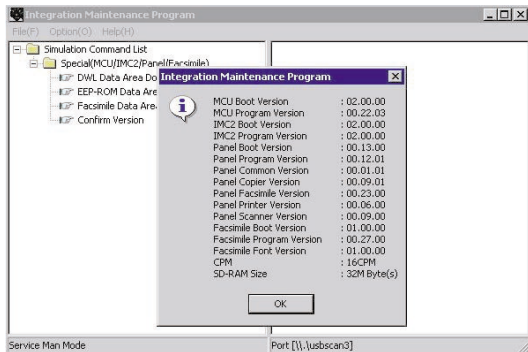 Integration Maintenance Program
File(F) Option(O) Help(H)
Simulation Command List
Special(MCU/IMC2/Panel/Facsimile)
DWL Data Area Do
EEP-ROM Data Are
Facsimile Data Area
Confirm Version
Integration Maintenance Program
MCU Boot Version : 02.00.00
MCU Program Version : 00.22.03
IMC2 Boot Version : 02.00.00
IMC2 Program Version : 02.00.00
Panel Boot Version : 00.13.00
Panel Program Version : 00.12.01
Panel Common Version : 00.01.01
Panel Copier Version : 00.09.01
Panel Facsimile Version : 00.23.00
Panel Printer Version : 00.06.00
Panel Scanner Version : 00.09.00
Facsimile Boot Version : 01.00.00
Facsimile Program Version : 00.27.00
Facsimile Font Version : 01.00.00
CPM : 16CPM
SD-RAM Size : 32M Byte(s)
OK
Service Man Mode
Port [\\.\usbscan3]